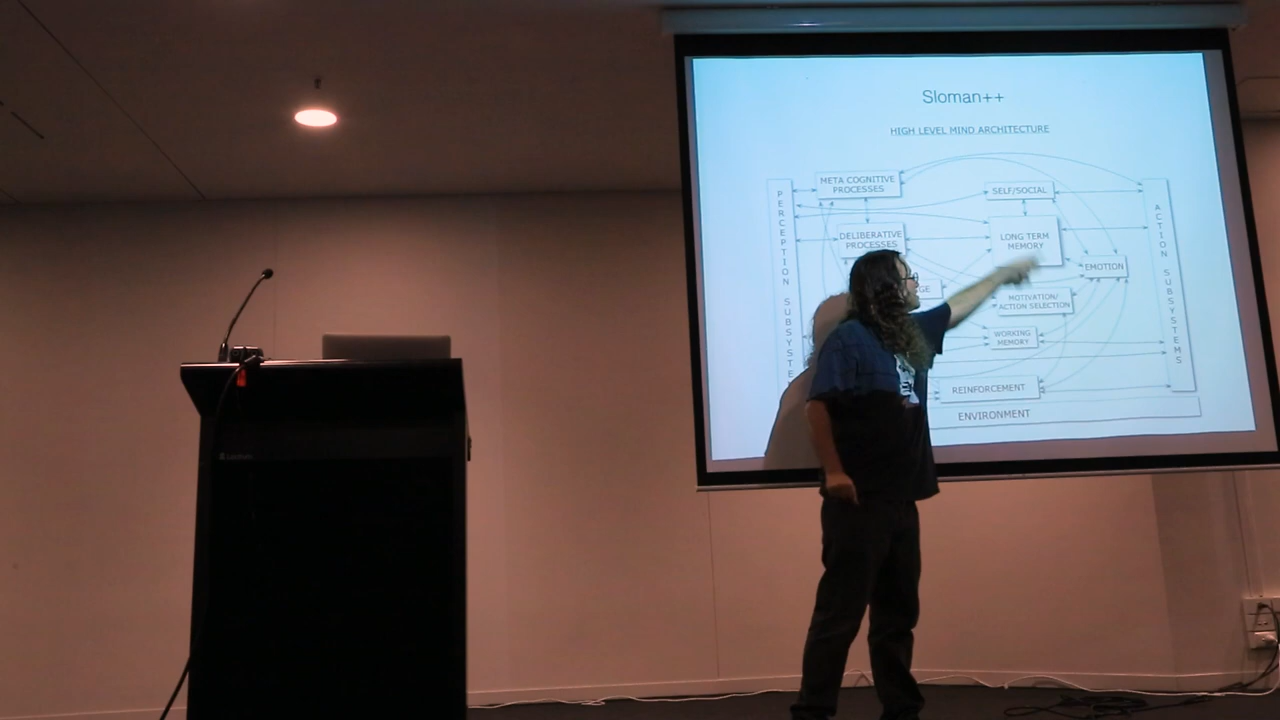 Sloman++
HIGH LEVEL MIND ARCHITECTURE
META COGNITIVE
PROCESSES
SELF/SOCIAL
PERCEPTION SUBSYSTE
DELIBERATIVE
PROCESSES
LONG TERM
MEMORY
EMOTION
ACTION SUBSYSTEMS
GE
MOTIVATION/
ACTION SELECTION
WORKING
MEMORY
REINFORCEMENT
ENVIRONMENT